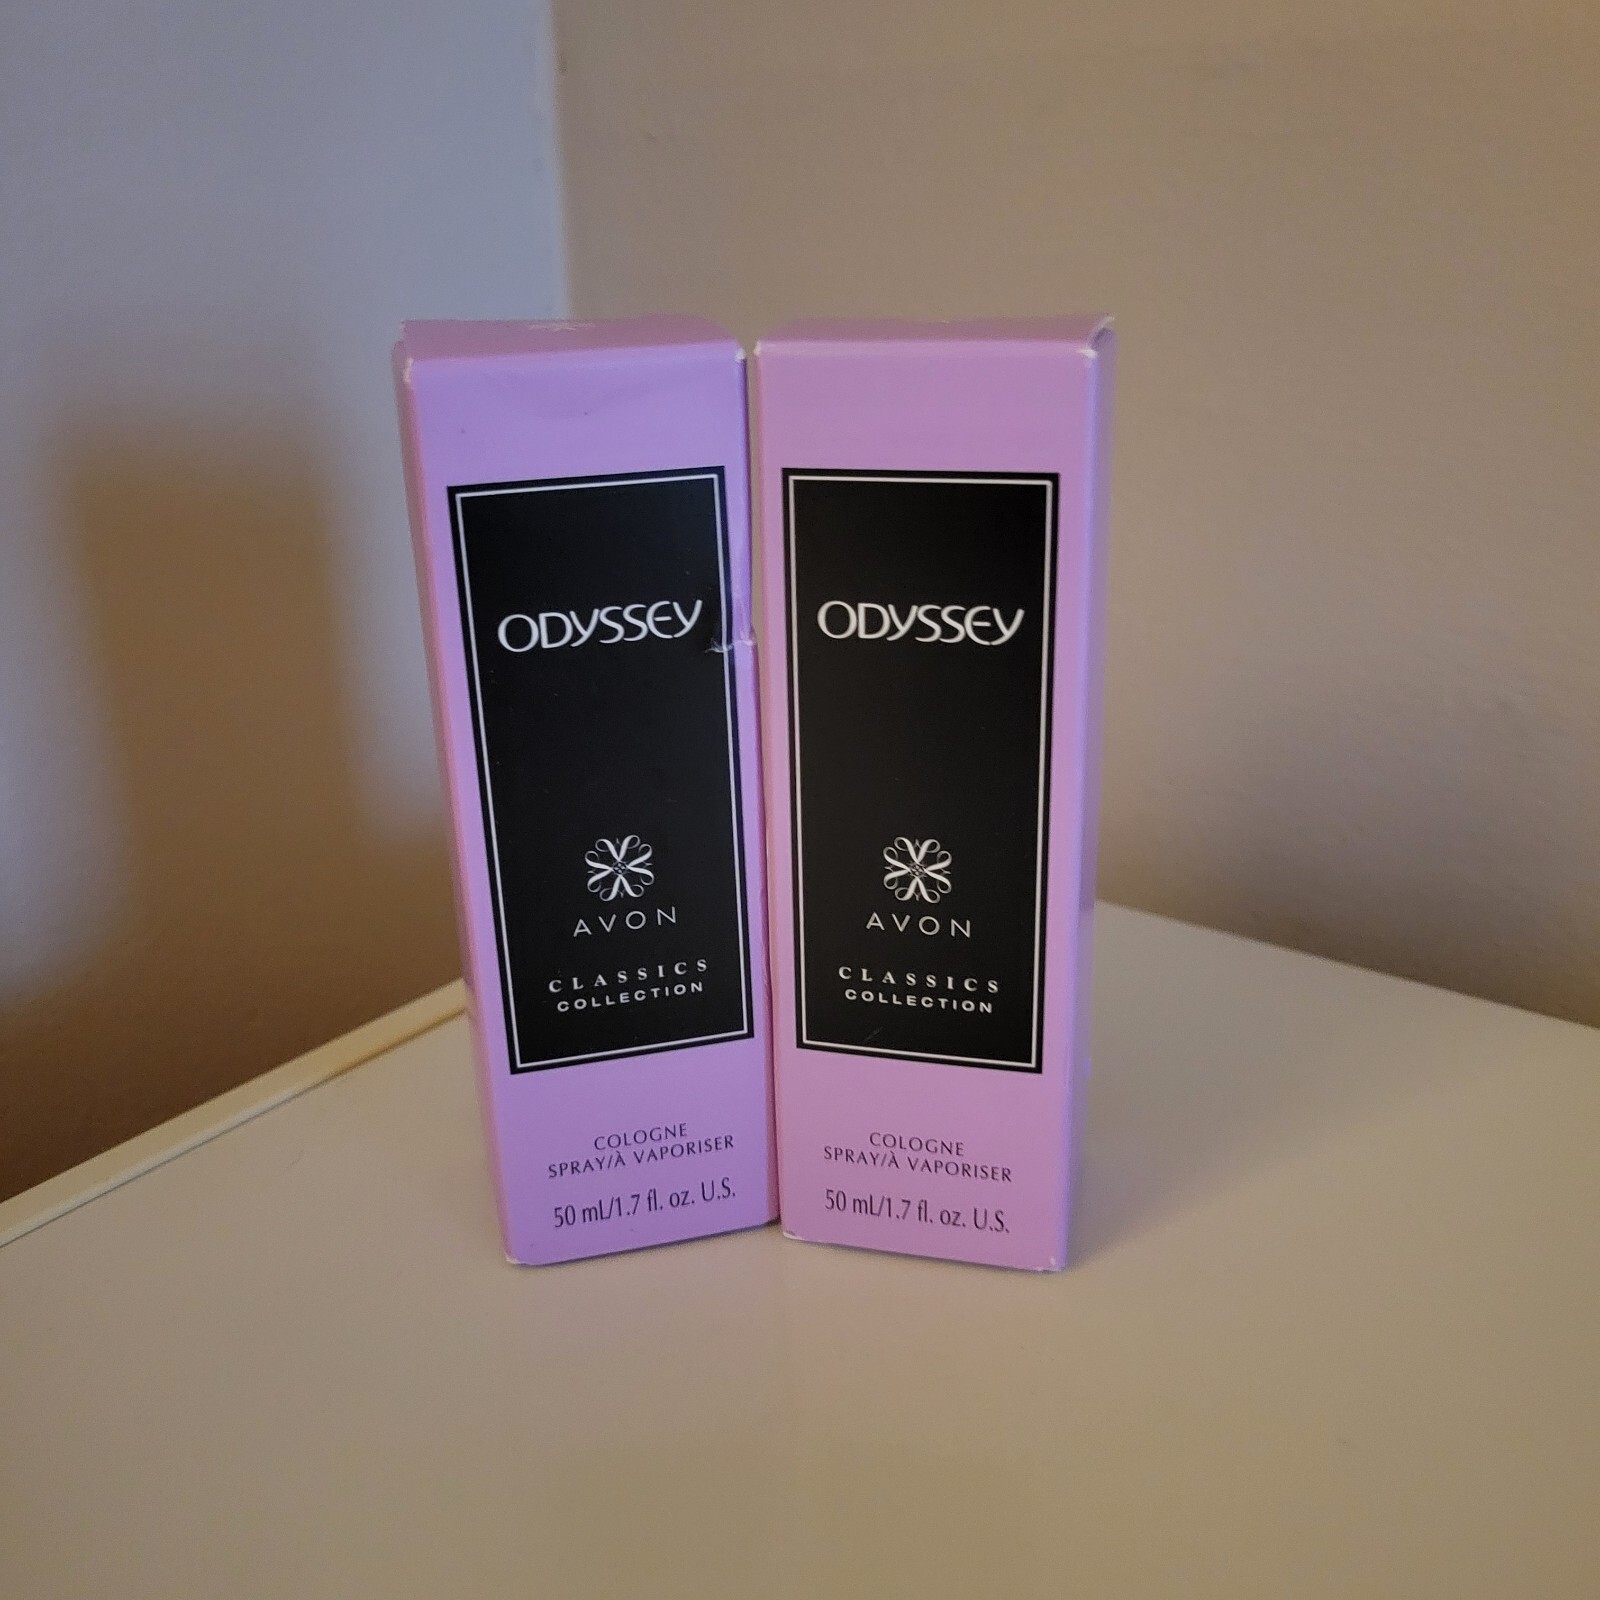 ODYSSEY
AVON
CLASSICS
COLLECTION
COLOGNE
SPRAY/À VAPORISER
50 mL/1.7 fl. oz. U.S.
ODYSSEY
AVON
CLASSICS
COLLECTION
COLOGNE
SPRAY/À VAPORISER
50 mL/1.7 fl. oz. U.S.